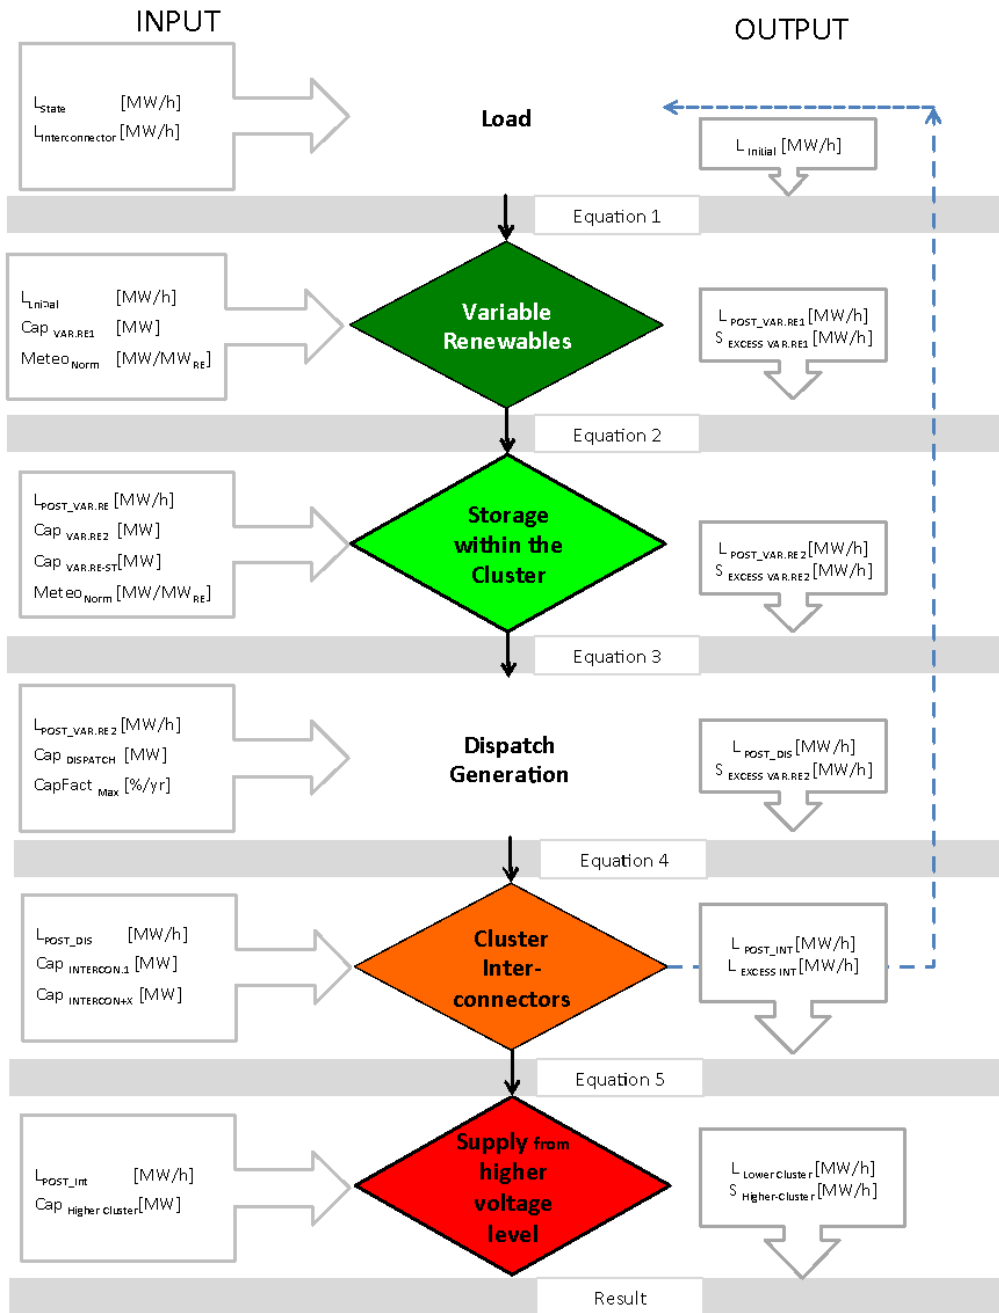 INPUT
OUTPUT
L State [MW/h]
L Interconnector [MW/h]
Load
L Initial [MW/h]
Equation 1
L Initial [MW/h]
Cap VAR.RE1 [MW]
Meteo Norm [MW/MW RE]
Variable
Renewables
L POST_VAR.RE1 [MW/h]
S EXCESS VAR.RE1 [MW/h]
Equation 2
L POST_VAR.RE [MW/h]
Cap VAR.RE2 [MW]
Cap VAR.RE-ST [MW]
Meteo Norm [MW/MW RE]
Storage
within the
Cluster
L POST_VAR.RE2 [MW/h]
S EXCESS VAR.RE2 [MW/h]
Equation 3
L POST_VAR.RE2 [MW/h]
Cap DISPATCH [MW]
CapFact Max [%/yr]
Dispatch
Generation
L POST_DIS [MW/h]
S EXCESS VAR.RE2 [MW/h]
Equation 4
L POST_DIS [MW/h]
Cap INTERCON.1 [MW]
Cap INTERCON+X [MW]
Cluster
Inter-
connectors
L POST_INT [MW/h]
L EXCESS INT [MW/h]
Equation 5
L POST_Int [MW/h]
Cap Higher Cluster [MW]
Supply from
higher
voltage
level
L Lower Cluster [MW/h]
S Higher-Cluster [MW/h]
Result